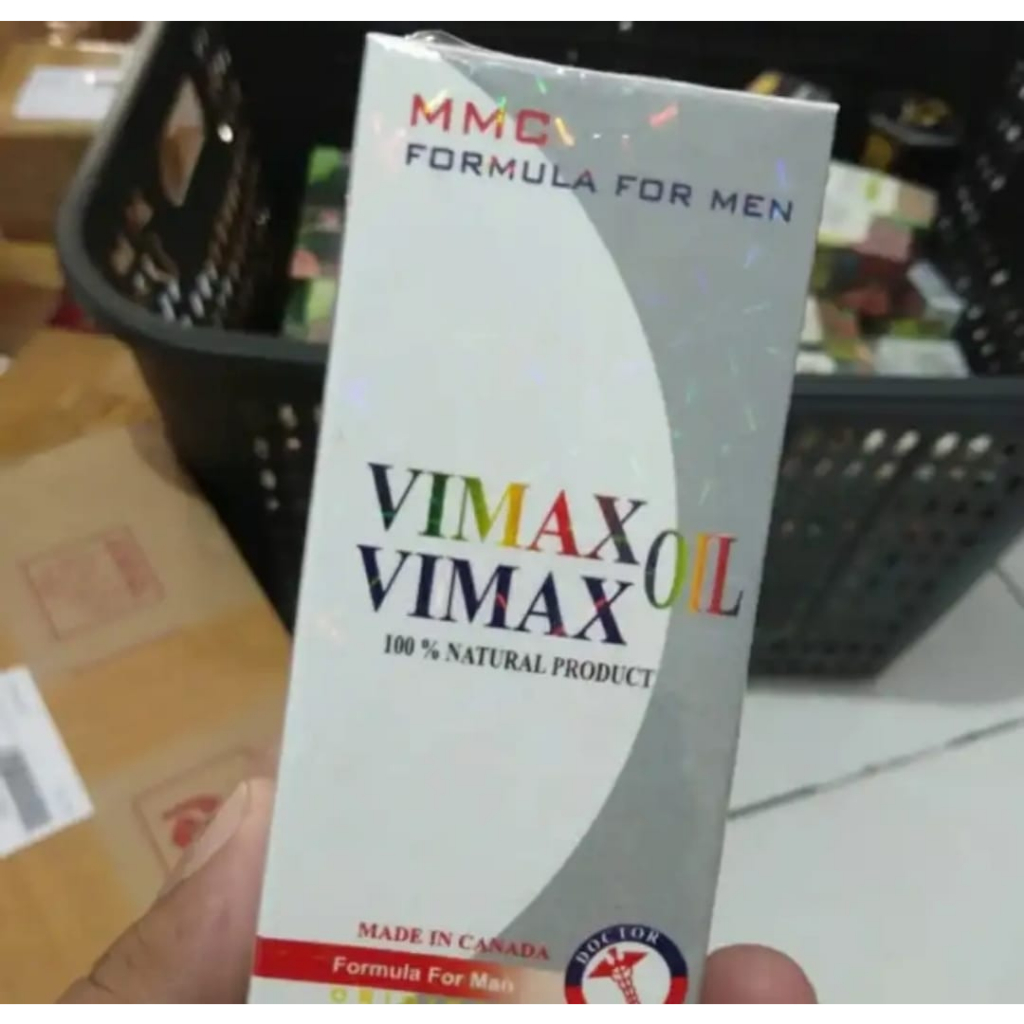 MMC
FORMULA FOR MEN
VIMAX
VIMAX OIL
100 % NATURAL PRODUCT
MADE IN CANADA
Formula For Man
DOCTOR